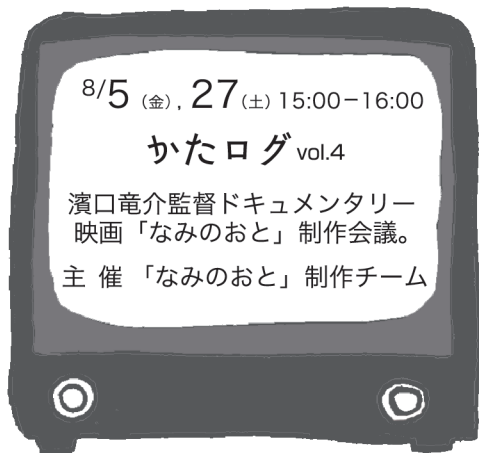 8/5（金）, 27（土）15:00−16:00
かたログ vol.4
濱口竜介監督ドキュメンタリー
映画「なみのおと」制作会議。
主 催 「なみのおと」制作チーム